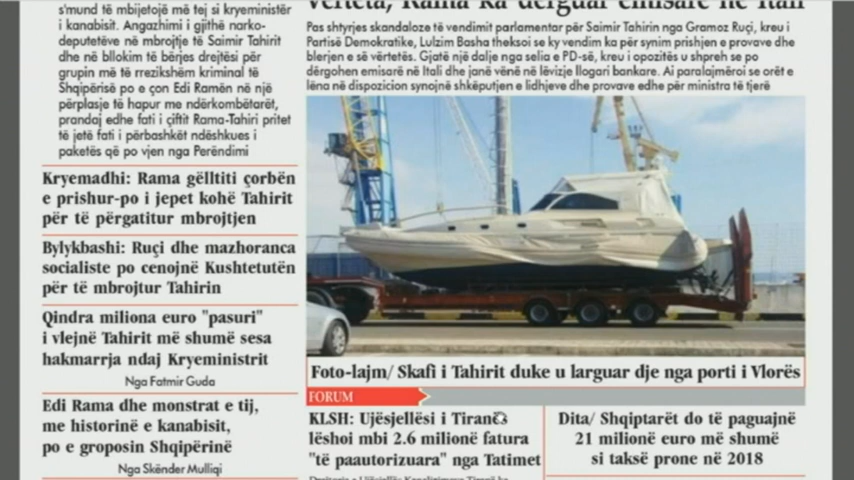 s'mund të mbijetojë më tej si kryeministër
i kanabisit. Angazhimi i gjithë narko-
deputetëve në mbrojtje të Saimir Tahirit
dhe në bllokim të bërjes drejtësi për
grupin më të rrezikshëm kriminal të
Shqipërisë po e çon Edi Ramën në një
përplasje të hapur me ndërkombëtarët,
prandaj edhe fati i çiftit Rama-Tahiri pritet
të jetë fati i përbashkët ndëshkues i
paketës që po vjen nga Perëndimi
Kryemadhi: Rama gëlltiti çorbën
e prishur-po i jepet kohë Tahirit
për të përgatitur mbrojtjen
Bylykbashi: Ruçi dhe mazhoranca
socialiste po cenojnë Kushtetutën
për të mbrojtur Tahirin
Qindra miliona euro "pasuri"
i vlejnë Tahirit më shumë sesa
hakmarrja ndaj Kryeministrit
Nga Fatmir Guda
Edi Rama dhe monstrat e tij,
me historinë e kanabisit,
po e groposin Shqipërinë
Nga Skënder Mulliqi
vërteta, Rama ka dërguar emisarë në Itali
Pas shtyrjes skandaloze të vendimit parlamentar për Saimir Tahirin nga Gramoz Ruçi, kreu i
Partisë Demokratike, Lulzim Basha theksoi se ky vendim ka për synim prishjen e provave dhe
blerjen e së vërtetës. Gjatë një dalje nga selia e PD-së, kreu i opozitës u shpreh se po
dërgohen emisarë në Itali dhe janë vënë në lëvizje llogari bankare. Ai paralajmëroi se orët e
lëna në dispozicion synojnë shkëputjen e lidhjeve dhe provave edhe për ministra të tjerë
Foto-lajm/ Skafi i Tahirit duke u larguar dje nga porti i Vlorës
FORUM
KLSH: Ujësjellësi i Tiranës
lëshoi mbi 2.6 milionë fatura
"të paautorizuara" nga Tatimet
Dita/ Shqiptarët do të paguajnë
21 milionë euro më shumë
si taksë prone në 2018